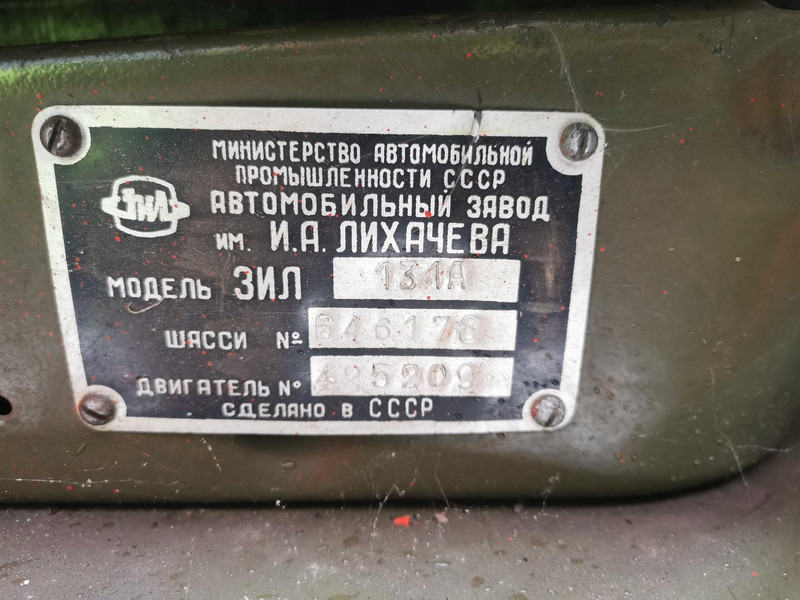 МИНИСТЕРСТВО АВТОМОБИЛЬНОЙ
ПРОМЫШЛЕННОСТИ СССР
ЗИЛ
АВТОМОБИЛЬНЫЙ ЗАВОД
ИМ. И.А. ЛИХАЧЕВА
МОДЕЛЬ ЗИЛ 131А
ШАССИ № 646178
ДВИГАТЕЛЬ № 425209
СДЕЛАНО В СССР